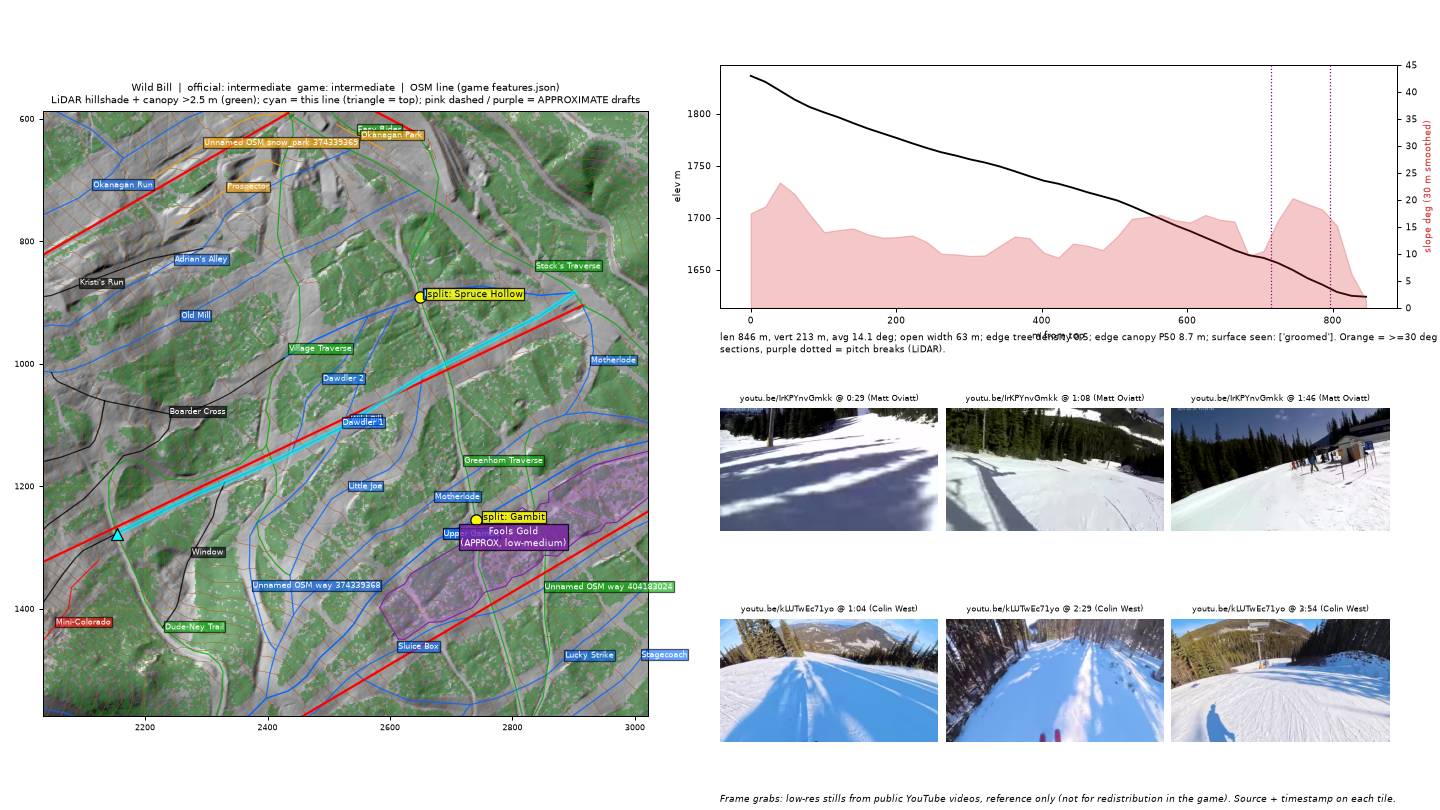 Wild Bill | official: intermediate game: intermediate | OSM line (game features.json)
LiDAR hillshade + canopy >2.5 m (green); cyan = this line (triangle = top); pink dashed / purple = APPROXIMATE drafts
600
800
1000
1200
1400
2200
2400
2600
2800
3000
Okanagan Park
Unnamed OSM snow_park 374339369
Okanagan Run
Prospector
Adrian's Alley
Stock's Traverse
Kristi's Run
split: Spruce Hollow
Old Mill
Village Traverse
Motherlode
Dawdler 2
Boarder Cross
Dawdler 1
Greenhorn Traverse
Little Joe
Motherlode
split: Gambit
Upper
Fools Gold
(APPROX, low-medium)
Window
Unnamed OSM way 374339368
Unnamed OSM way 404183024
Mini-Colorado
Dude-Ney Trail
Sluice Box
Lucky Strike
Stagecoach
elev m
1800
1750
1700
1650
0
200
400
600
800
m from top
45
40
35
30
25
20
15
10
5
0
slope deg (30 m smoothed)
len 846 m, vert 213 m, avg 14.1 deg; open width 63 m; edge tree density 0.5; edge canopy P50 8.7 m; surface seen: ['groomed']. Orange = >=30 deg
sections, purple dotted = pitch breaks (LiDAR).
youtu.be/IrKPYnvGmkk @ 0:29 (Matt Oviatt)
youtu.be/IrKPYnvGmkk @ 1:08 (Matt Oviatt)
youtu.be/IrKPYnvGmkk @ 1:46 (Matt Oviatt)
youtu.be/kLUTwEc71yo @ 1:04 (Colin West)
youtu.be/kLUTwEc71yo @ 2:29 (Colin West)
youtu.be/kLUTwEc71yo @ 3:54 (Colin West)
Frame grabs: low-res stills from public YouTube videos, reference only (not for redistribution in the game). Source + timestamp on each tile.